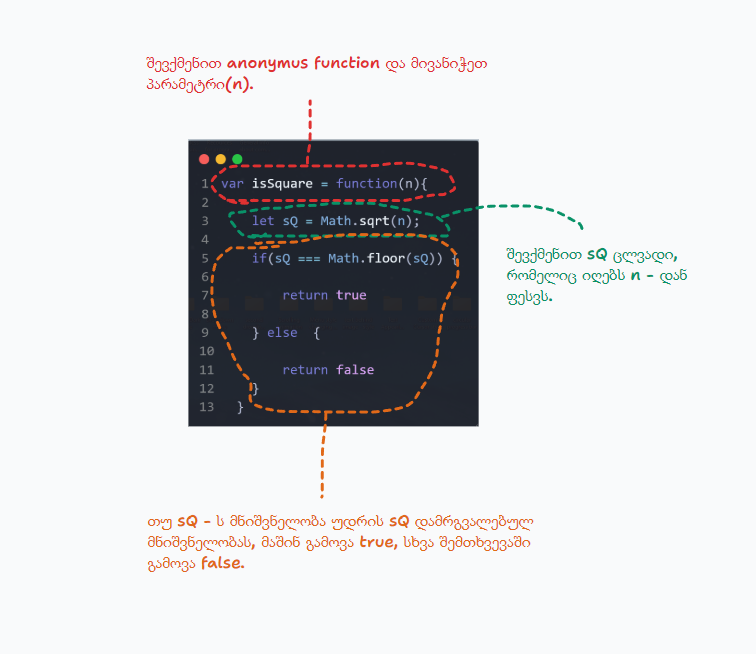 შევქმენით anonymus function და მივანიჭეთ
პარამეტრი(n).
1 var isSquare = function(n){
2
3 let sQ = Math.sqrt(n);
4
5 if(sQ === Math.floor(sQ)) {
6
7 return true
8
9 } else {
10
11 return false
12 }
13 }
შევქმენით sQ ცლვადი,
რომელიც იღებს n - დან
ფესვს.
თუ sQ - ს მნიშვნელობა უდრის sQ დამრგვალებულ
მნიშვნელობას, მაშინ გამოვა true, სხვა შემთხვევაში
გამოვა false.